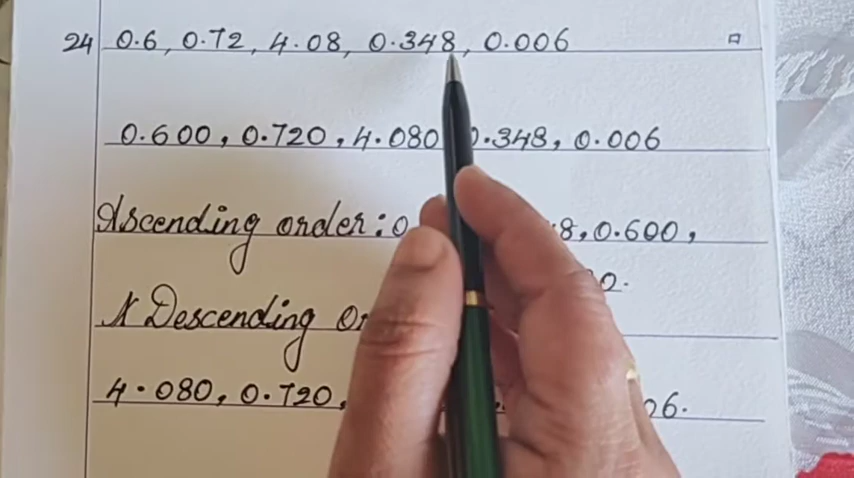 24 0.6, 0.72, 4.08, 0.348, 0.006
0.600, 0.720, 4.080 0.348, 0.006
Ascending order: 0 8, 0.600,
0.
Descending Or
4.080, 0.720, 06.